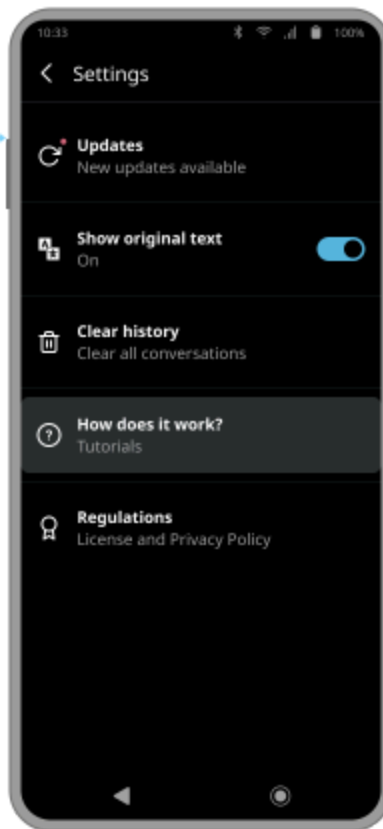 10:33 100%
Settings
Updates
New updates available
Show original text
On
Clear history
Clear all conversations
How does it work?
Tutorials
Regulations
License and Privacy Policy